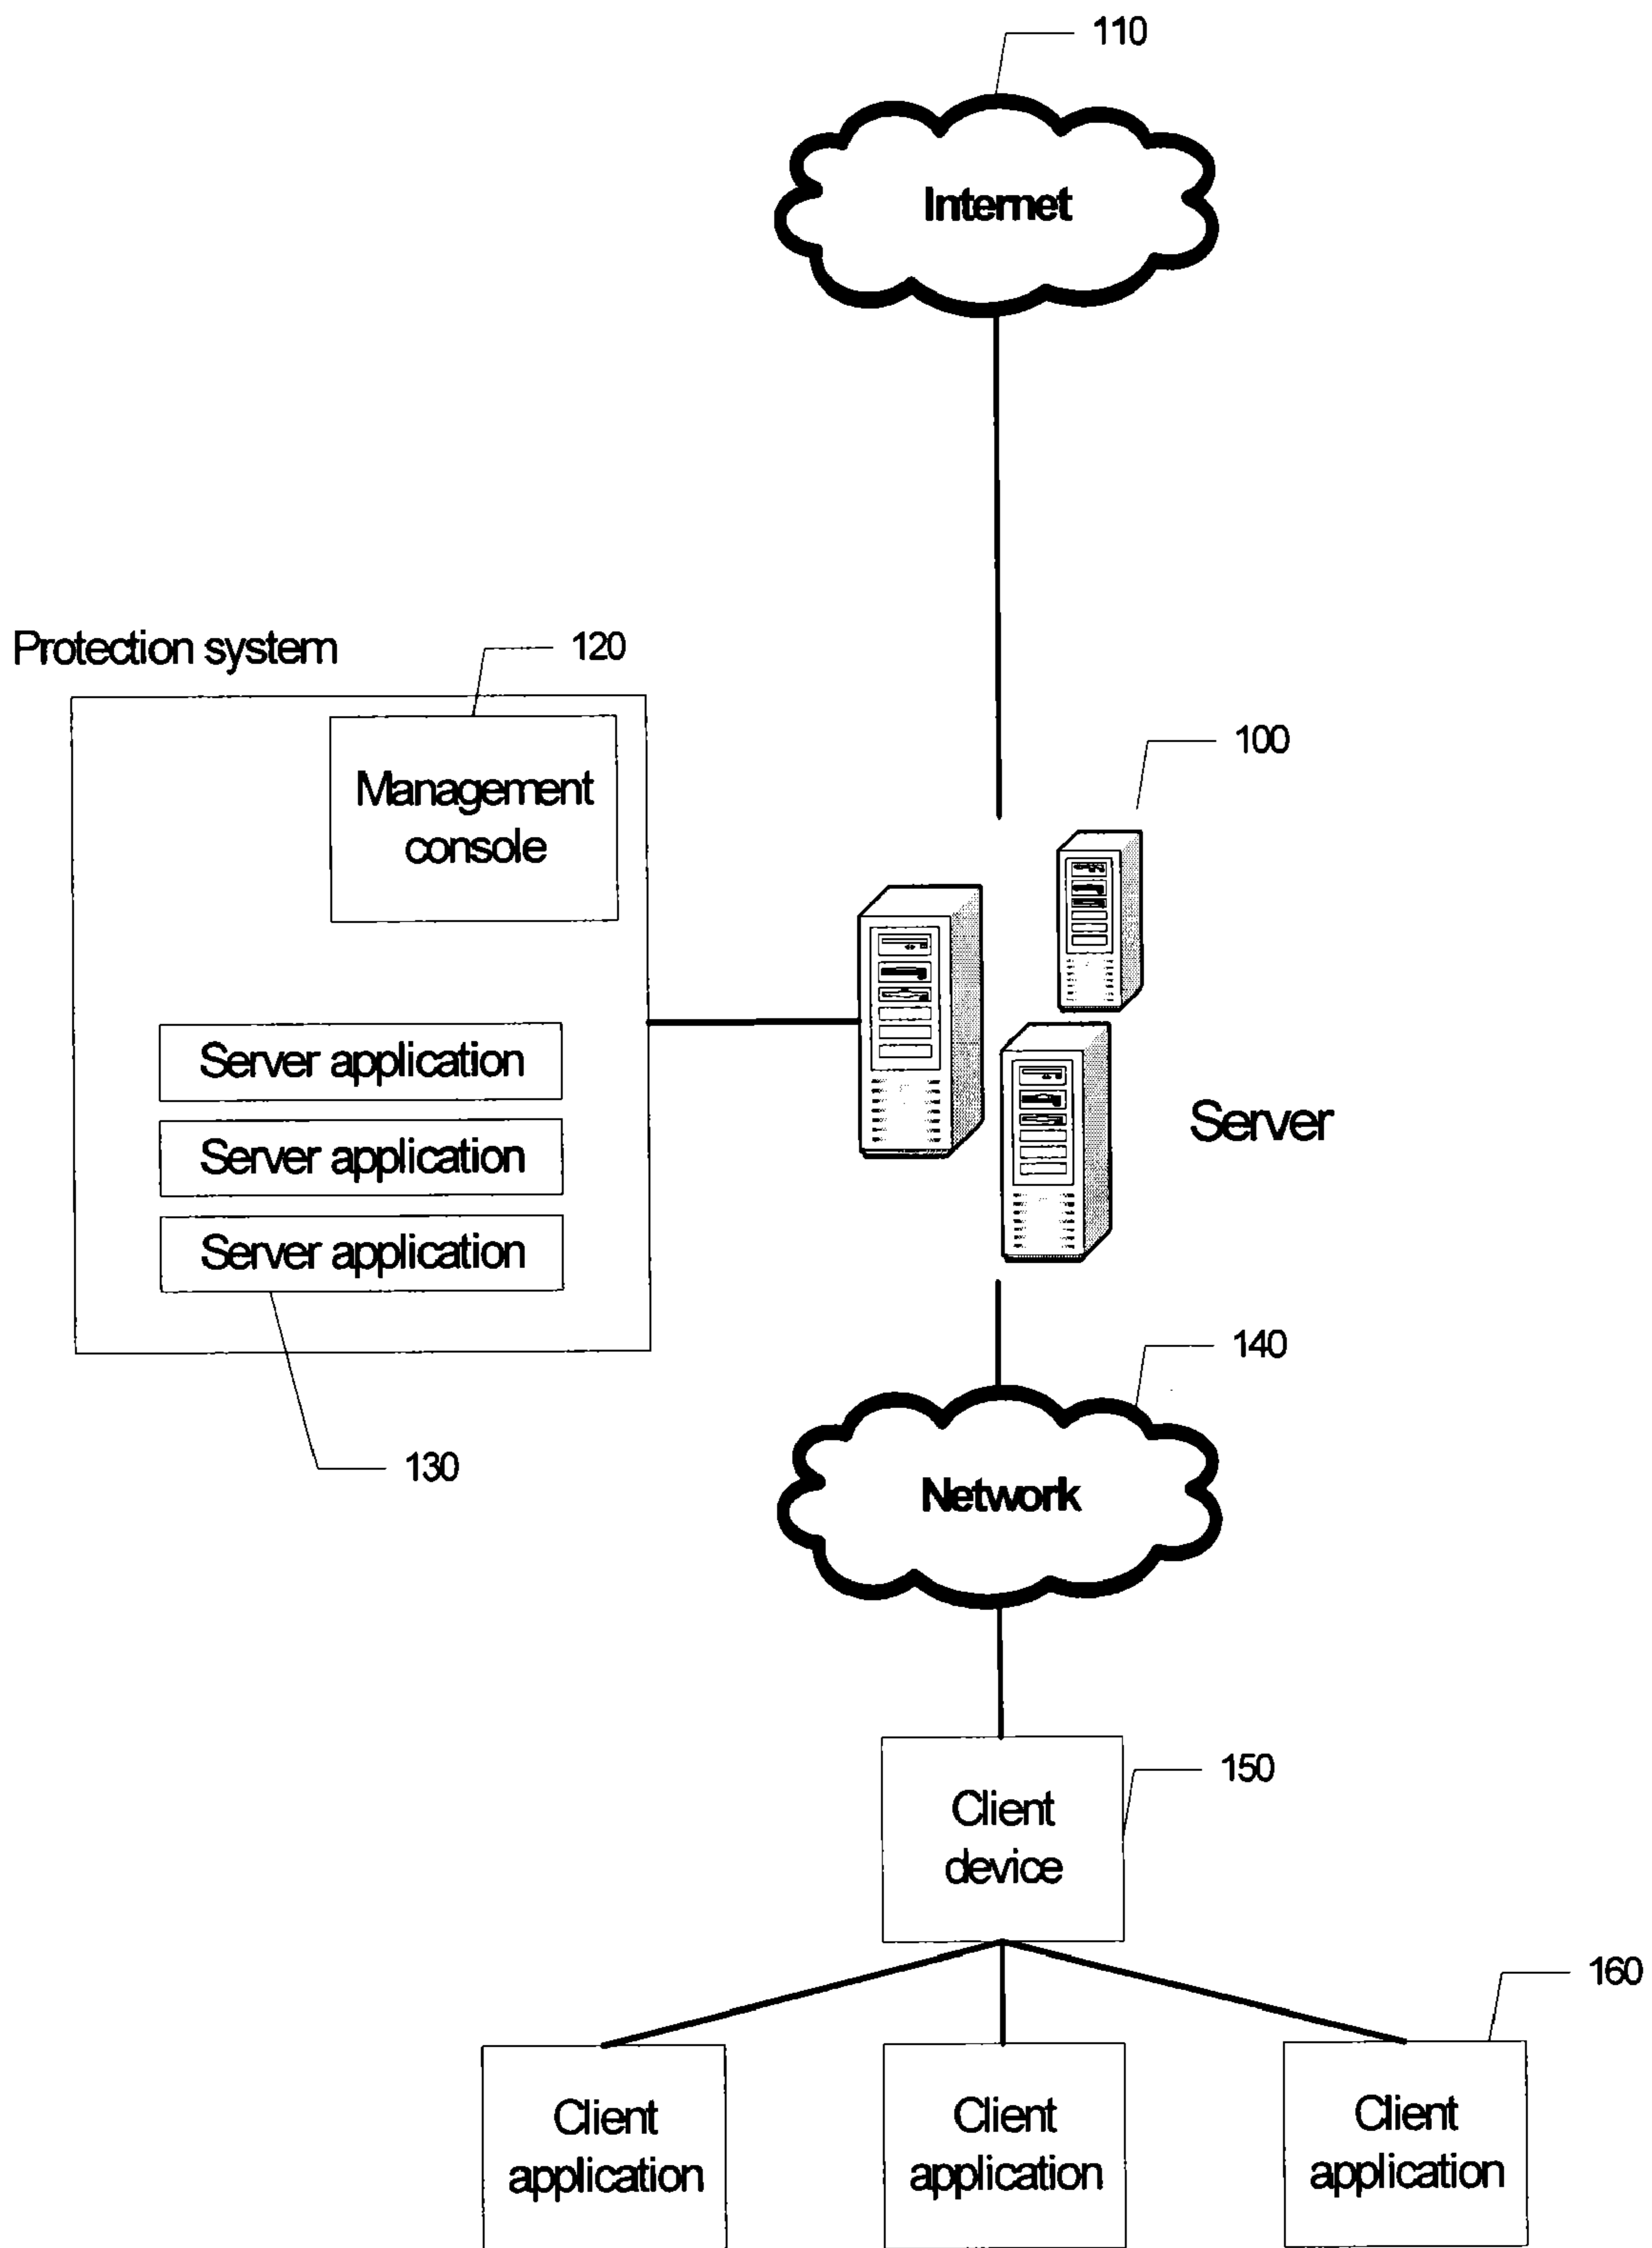 110
Internet
Protection system
120
100
Management
console
Server application
Server application
Server application
Server
140
130
Network
150
Client
device
160
Client
application
Client
application
Client
application